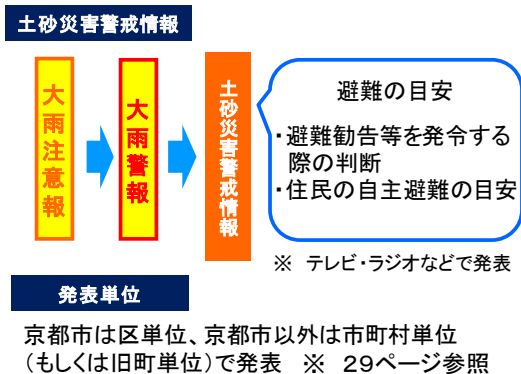 土砂災害警戒情報
大雨注意報
大雨警報
土砂災害警戒情報
避難の目安
・避難勧告等を発令する
際の判断
・住民の自主避難の目安
※ テレビ・ラジオなどで発表
発表単位
京都市は区単位、京都市以外は市町村単位
(もしくは旧町単位)で発表 ※ 29ページ参照